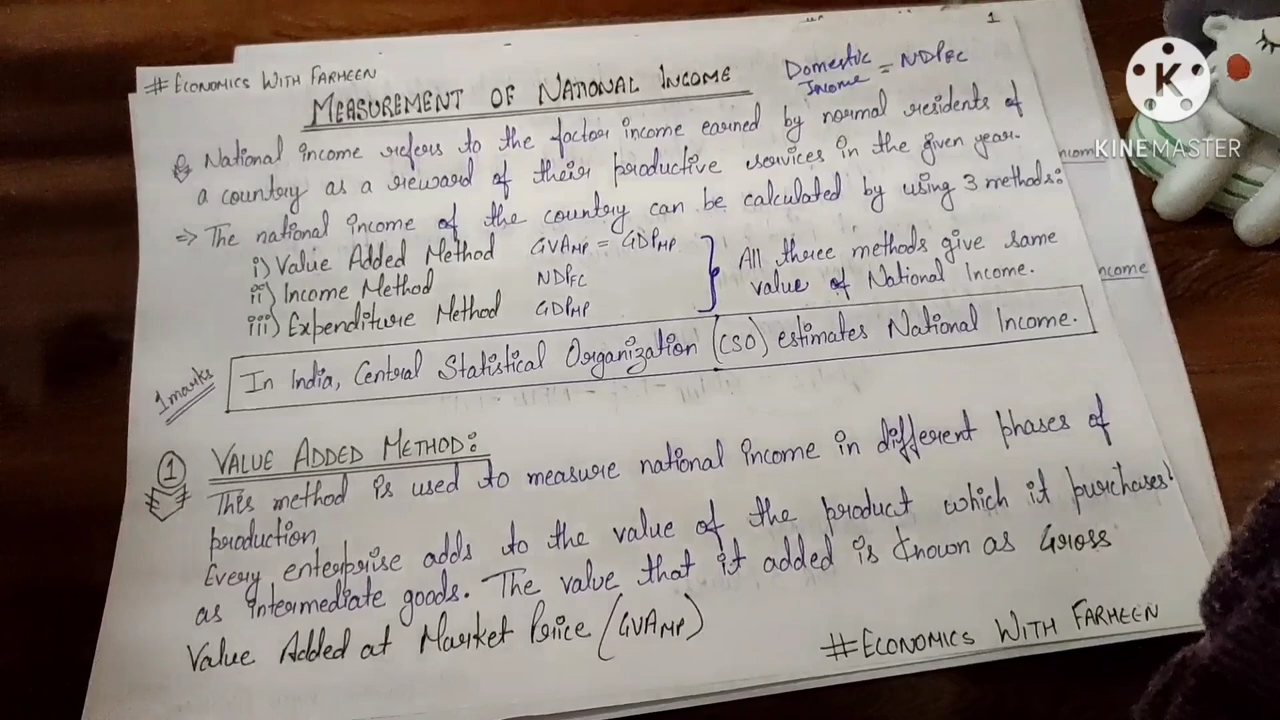 1
# ECONOMICS WITH FARHEEN
MEASUREMENT OF NATIONAL INCOME
Domestic Income = NDPFC
K
KINEMASTER
National income refers to the factor income earned by normal residents of
a country as a reward of their productive services in the given year.
⇒ The national income of the country can be calculated by using 3 methods:
i) Value Added Method GVAMP = GDPMP
ii) Income Method NDPFC
iii) Expenditure Method GDPMP
All three methods give same
value of National Income.
ncome
1 marks
In India, Central Statistical Organization (CSO) estimates National Income.
1 VALUE ADDED METHOD:
This method is used to measure national income in different phases of
production
Every enterprise adds to the value of the product which it purchases
as intermediate goods. The value that it added is known as Gross
Value Added at Market Price (GVAMP)
# ECONOMICS WITH FARHEEN